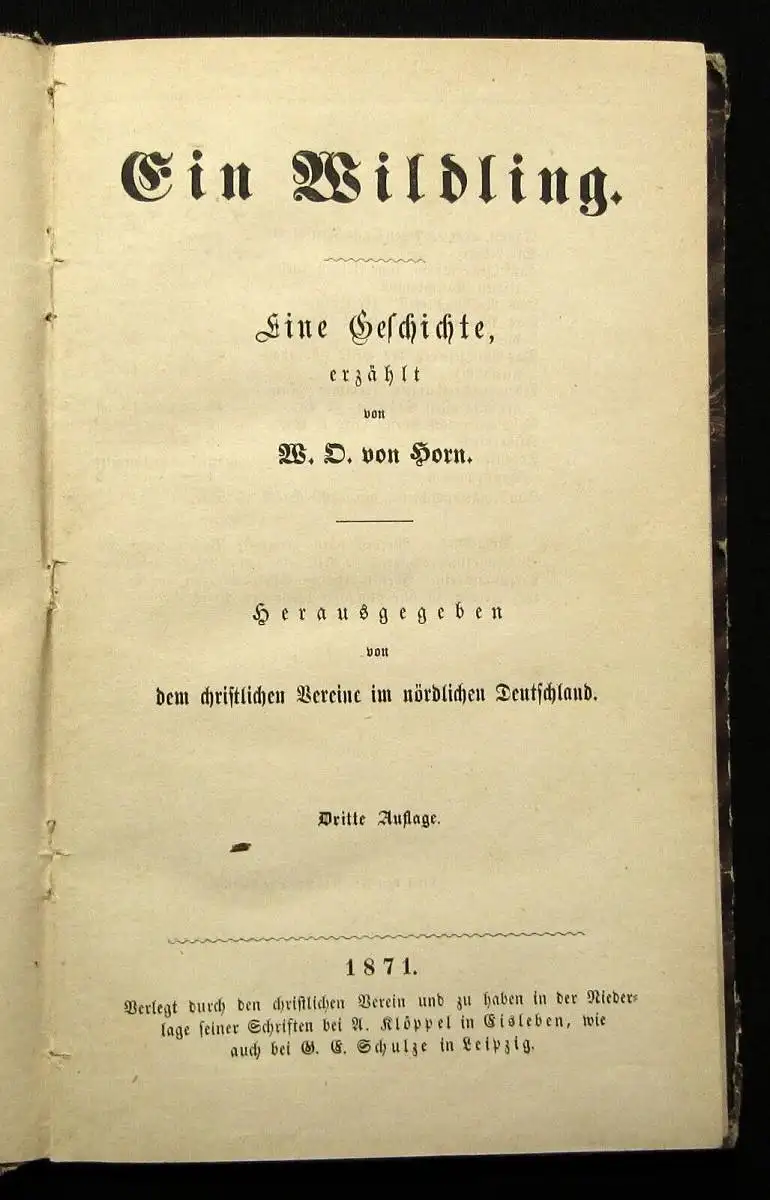 Ein Wildling.
Eine Geschichte,
erzählt
von
W. O. von Horn.
Herausgegeben
von
dem christlichen Vereine im nördlichen Deutschland.
Dritte Auflage.
1871.
Verlegt durch den christlichen Verein und zu haben in der Nieder-
lage seiner Schriften bei A. Klöppel in Eisleben, wie
auch bei G. E. Schulze in Leipzig.